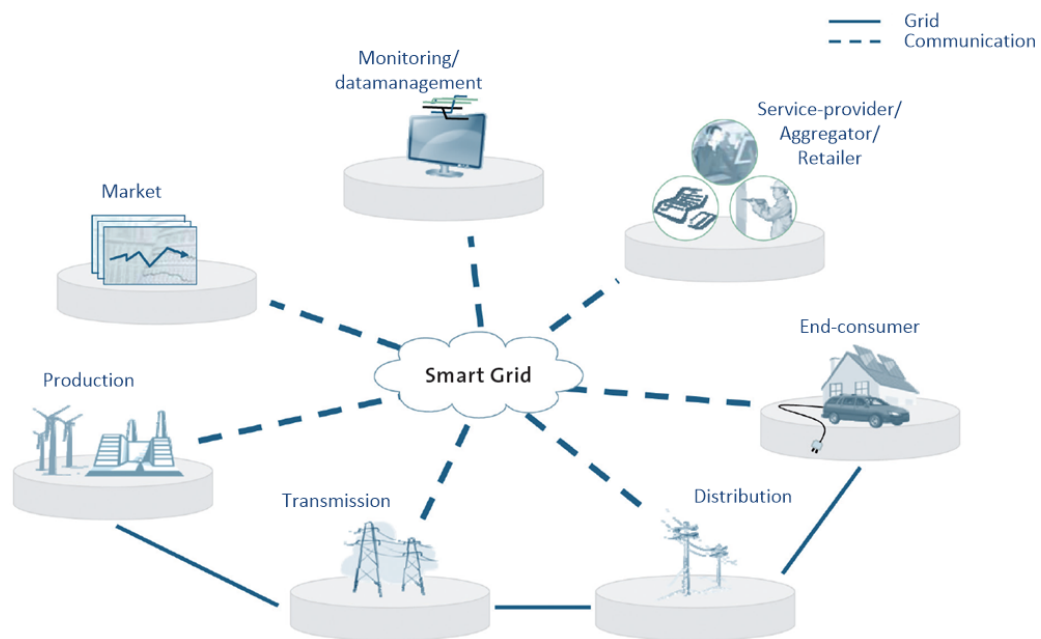 Grid
Communication
Monitoring/
datamanagement
Service-provider/
Aggregator/
Retailer
Market
End-consumer
Smart Grid
Production
Transmission
Distribution